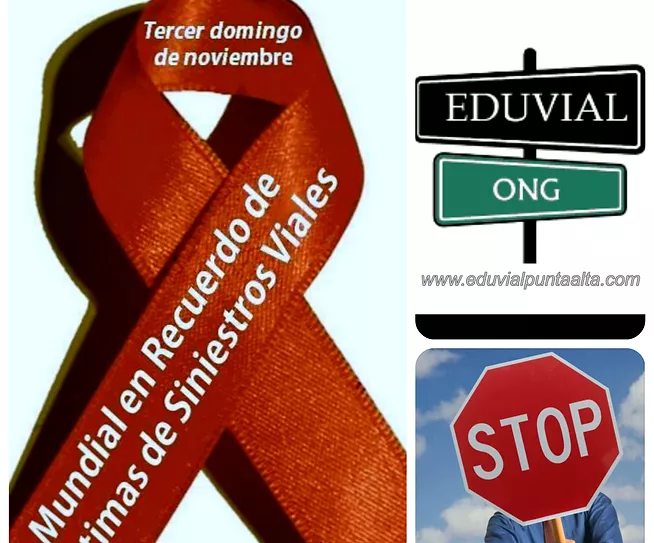 Tercer domingo
de noviembre
Mundial en Recuerdo de
timas de Siniestros Viales
EDUVIAL
ONG
www.eduvialpuntaalta.com
STOP